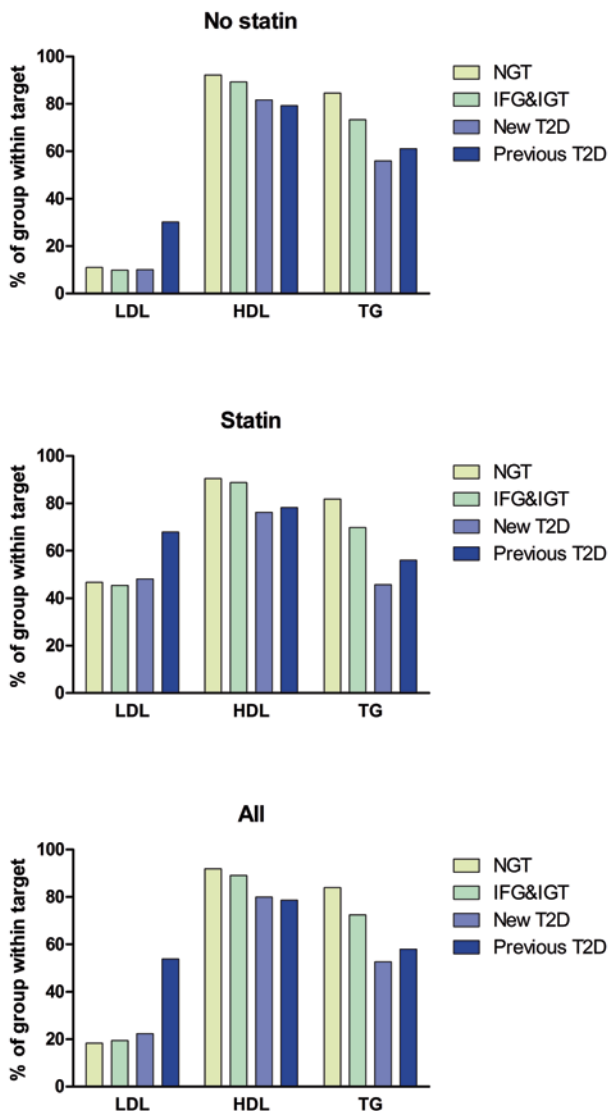 No statin
% of group within target
100
80
60
40
20
0
LDL HDL TG
NGT
IFG&IGT
New T2D
Previous T2D
Statin
% of group within target
100
80
60
40
20
0
LDL HDL TG
NGT
IFG&IGT
New T2D
Previous T2D
All
% of group within target
100
80
60
40
20
0
LDL HDL TG
NGT
IFG&IGT
New T2D
Previous T2D